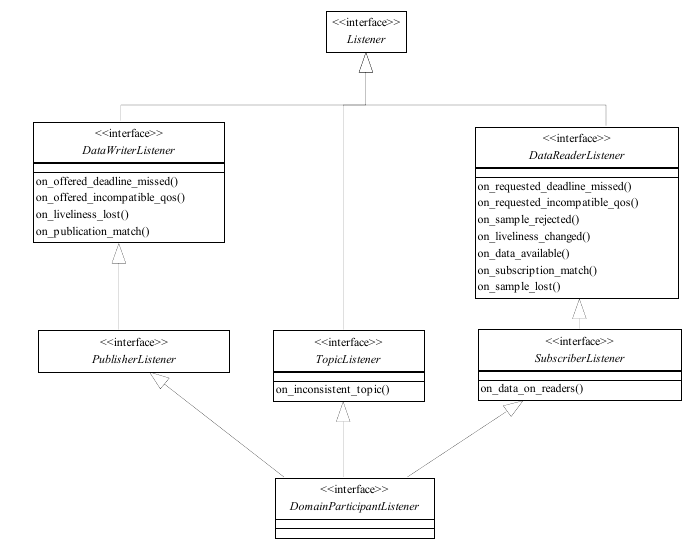 <<interface>>
Listener
<<interface>>
DataWriterListener
on_offered_deadline_missed()
on_offered_incompatible_qos()
on_liveliness_lost()
on_publication_match()
<<interface>>
DataReaderListener
on_requested_deadline_missed()
on_requested_incompatible_qos()
on_sample_rejected()
on_liveliness_changed()
on_data_available()
on_subscription_match()
on_sample_lost()
<<interface>>
PublisherListener
<<interface>>
TopicListener
on_inconsistent_topic()
<<interface>>
SubscriberListener
on_data_on_readers()
<<interface>>
DomainParticipantListener